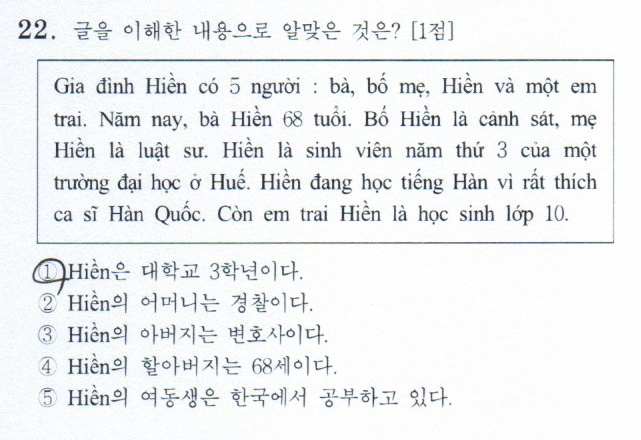 22. 글을 이해한 내용으로 알맞은 것은? [1점]
Gia đình Hiền có 5 người : bà, bố mẹ, Hiền và một em
trai. Năm nay, bà Hiền 68 tuổi. Bố Hiền là cảnh sát, mẹ
Hiền là luật sư. Hiền là sinh viên năm thứ 3 của một
trường đại học ở Huế. Hiền đang học tiếng Hàn vì rất thích
ca sĩ Hàn Quốc. Còn em trai Hiền là học sinh lớp 10.
① Hiền은 대학교 3학년이다.
② Hiền의 어머니는 경찰이다.
③ Hiền의 아버지는 변호사이다.
④ Hiền의 할아버지는 68세이다.
⑤ Hiền의 여동생은 한국에서 공부하고 있다.